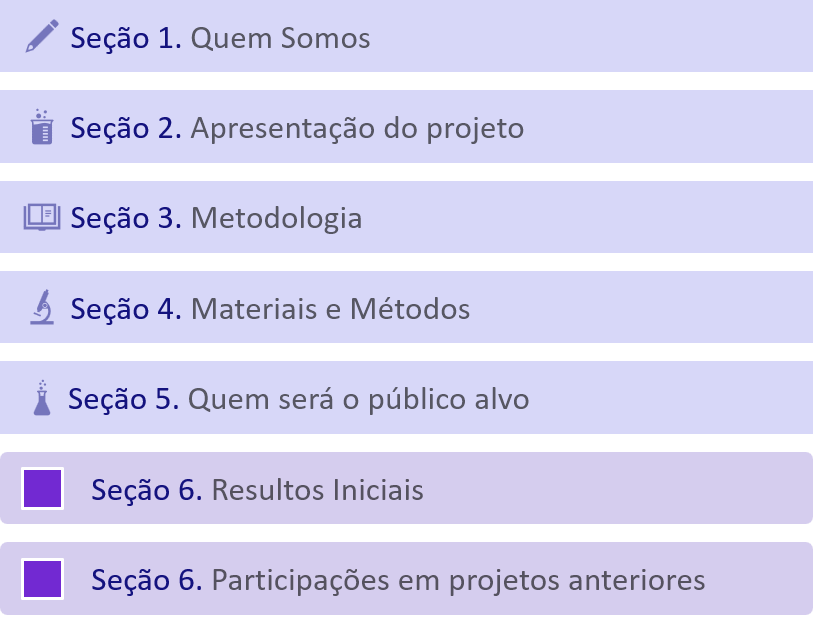 Seção 1. Quem Somos
Seção 2. Apresentação do projeto
Seção 3. Metodologia
Seção 4. Materiais e Métodos
Seção 5. Quem será o público alvo
Seção 6. Resultos Iniciais
Seção 6. Participações em projetos anteriores